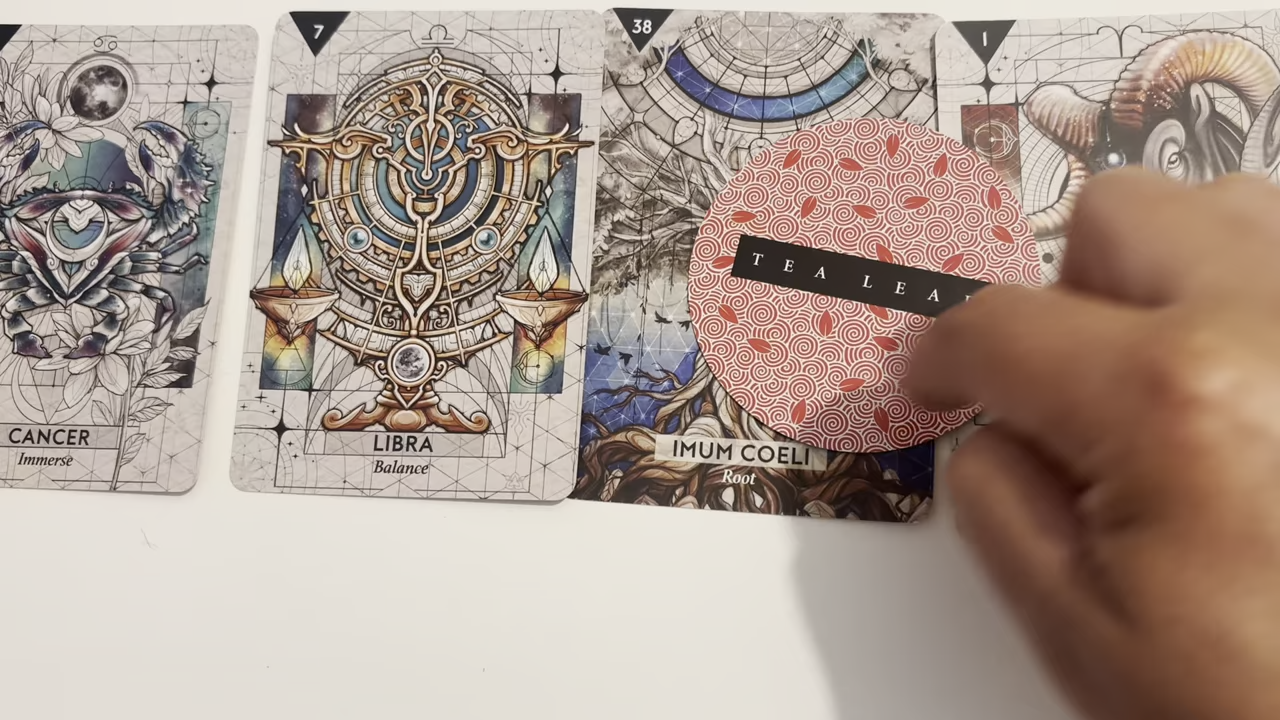 CANCER
Immerse
7
LIBRA
Balance
38
IMUM COELI
Root
1
TEA LEA